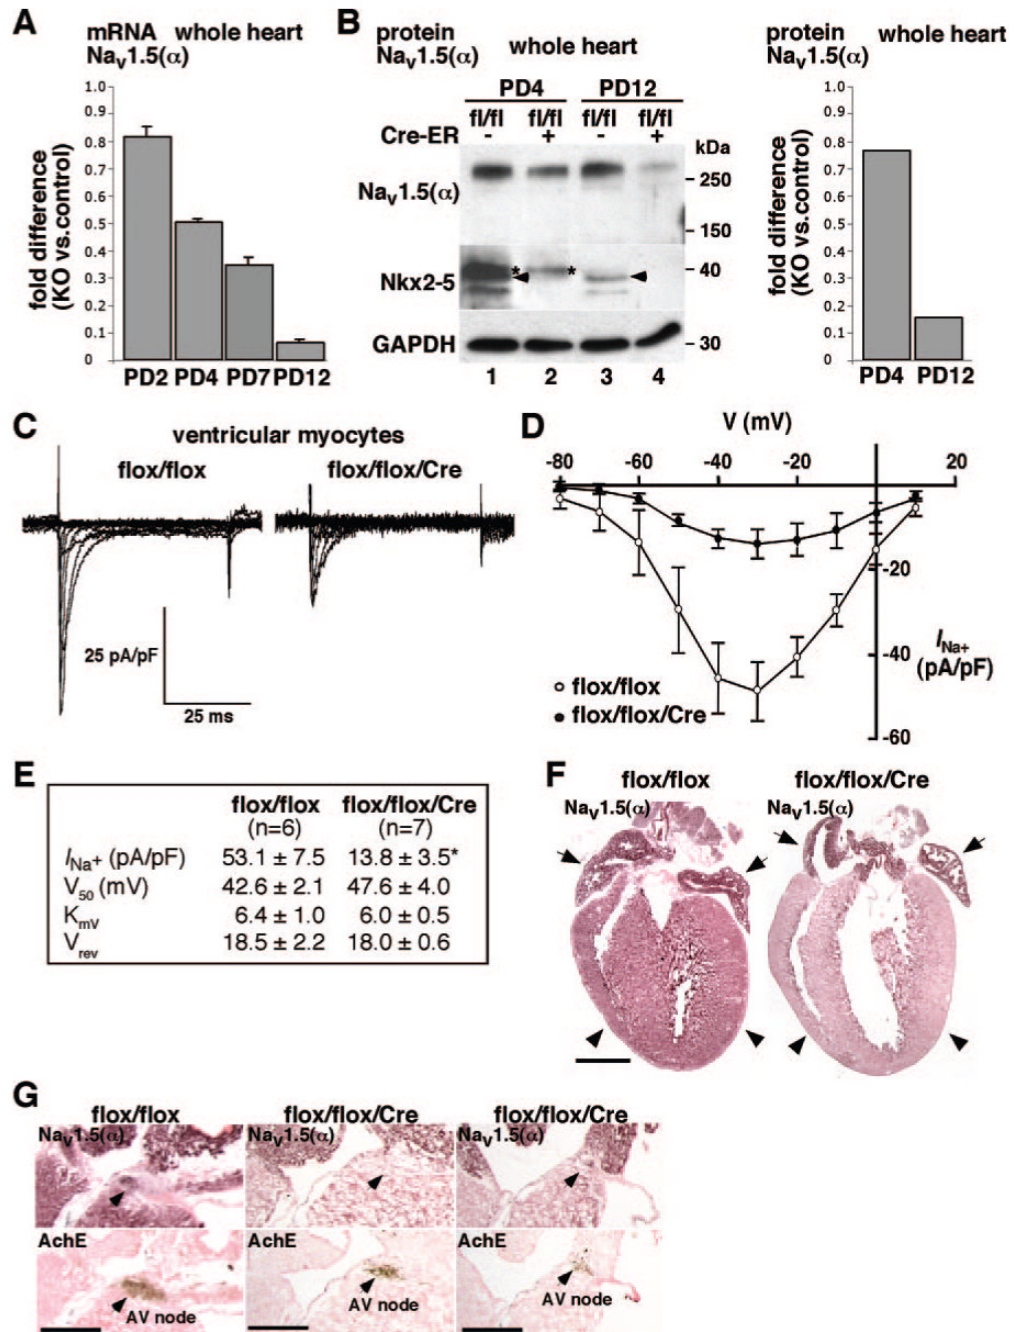 A
mRNA whole heart
Nav1.5(α)
fold difference
(KO vs.control)
1.0
0.9
0.8
0.7
0.6
0.5
0.4
0.3
0.2
0.1
0
PD2 PD4 PD7 PD12
B
protein whole heart
Nav1.5(α)
PD4 PD12
fl/fl fl/fl fl/fl fl/fl
Cre-ER - + - +
kDa
Nav1.5(α)
- 250
- 150
Nkx2-5
* *
- 40
GAPDH
- 30
1 2 3 4
protein whole heart
Nav1.5(α)
fold difference
(KO vs.control)
1.0
0.9
0.8
0.7
0.6
0.5
0.4
0.3
0.2
0.1
0
PD4 PD12
C
ventricular myocytes
flox/flox flox/flox/Cre
25 pA/pF
25 ms
D
V (mV)
-80 -60 -40 -20 20
-20
-40
-60
INa+
(pA/pF)
flox/flox
flox/flox/Cre
E
flox/flox flox/flox/Cre
(n=6) (n=7)
INa+ (pA/pF) 53.1 ± 7.5 13.8 ± 3.5*
V50 (mV) 42.6 ± 2.1 47.6 ± 4.0
KmV 6.4 ± 1.0 6.0 ± 0.5
Vrev 18.5 ± 2.2 18.0 ± 0.6
F
flox/flox flox/flox/Cre
Nav1.5(α) Nav1.5(α)
G
flox/flox flox/flox/Cre flox/flox/Cre
Nav1.5(α) Nav1.5(α) Nav1.5(α)
AchE AchE AchE
AV node AV node AV node